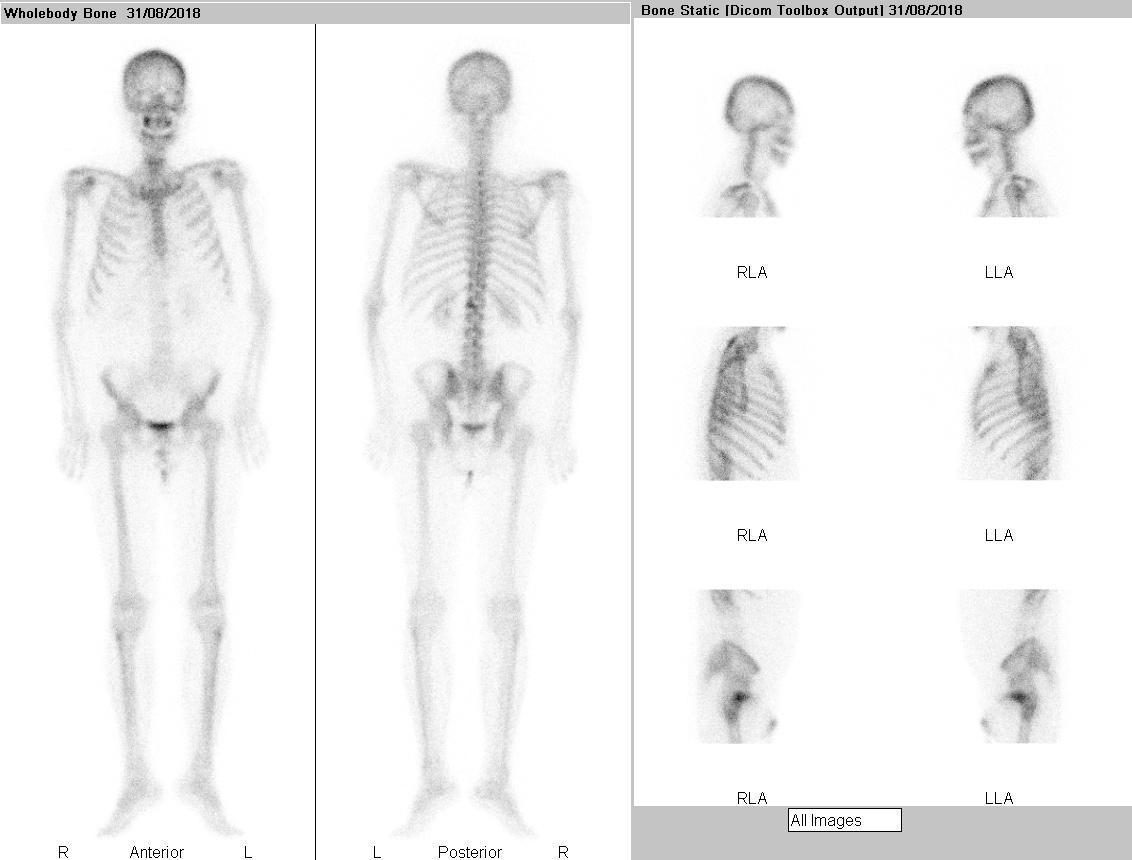 Wholebody Bone 31/08/2018
Bone Static [Dicom Toolbox Output] 31/08/2018
RLA
LLA
RLA
LLA
RLA
LLA
All Images
R Anterior L
L Posterior R